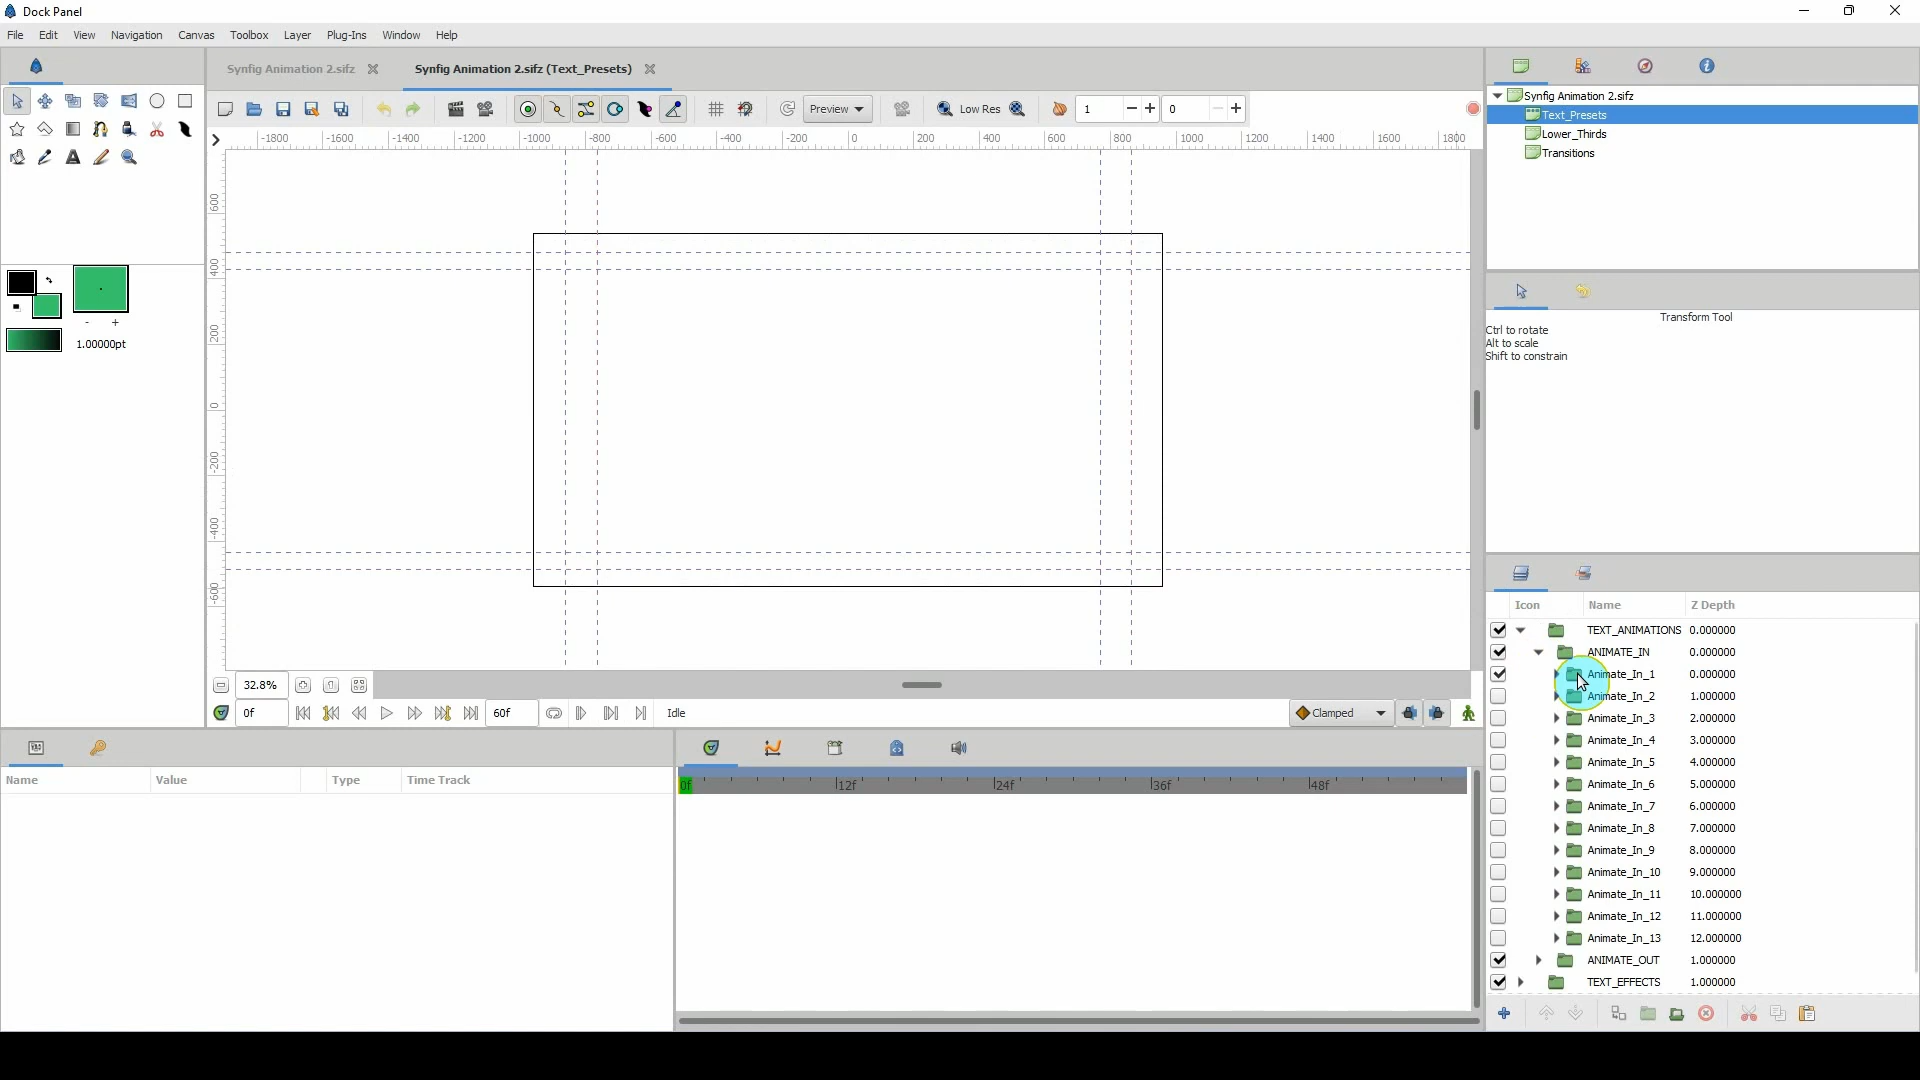 Dock Panel
File Edit View Navigation Canvas Toolbox Layer Plug-Ins Window Help
Synfig Animation 2.sifz
Synfig Animation 2.sifz (Text_Presets)
Preview
Low Res
1
0
-1800 -1600 -1400 -1200 -1000 -800 -600 -400 -200 0 200 400 600 800 1000 1200 1400 1600 1800
600
400
200
0
-200
-400
-600
1.00000pt
32.8%
0f
60f
Idle
Clamped
Name Value Type Time Track
0f 12f 24f 36f 48f
Synfig Animation 2.sifz
Text_Presets
Lower_Thirds
Transitions
Transform Tool
Ctrl to rotate
Alt to scale
Shift to constrain
Icon Name Z Depth
TEXT_ANIMATIONS 0.000000
ANIMATE_IN 0.000000
Animate_In_1 0.000000
Animate_In_2 1.000000
Animate_In_3 2.000000
Animate_In_4 3.000000
Animate_In_5 4.000000
Animate_In_6 5.000000
Animate_In_7 6.000000
Animate_In_8 7.000000
Animate_In_9 8.000000
Animate_In_10 9.000000
Animate_In_11 10.000000
Animate_In_12 11.000000
Animate_In_13 12.000000
ANIMATE_OUT 1.000000
TEXT_EFFECTS 1.000000